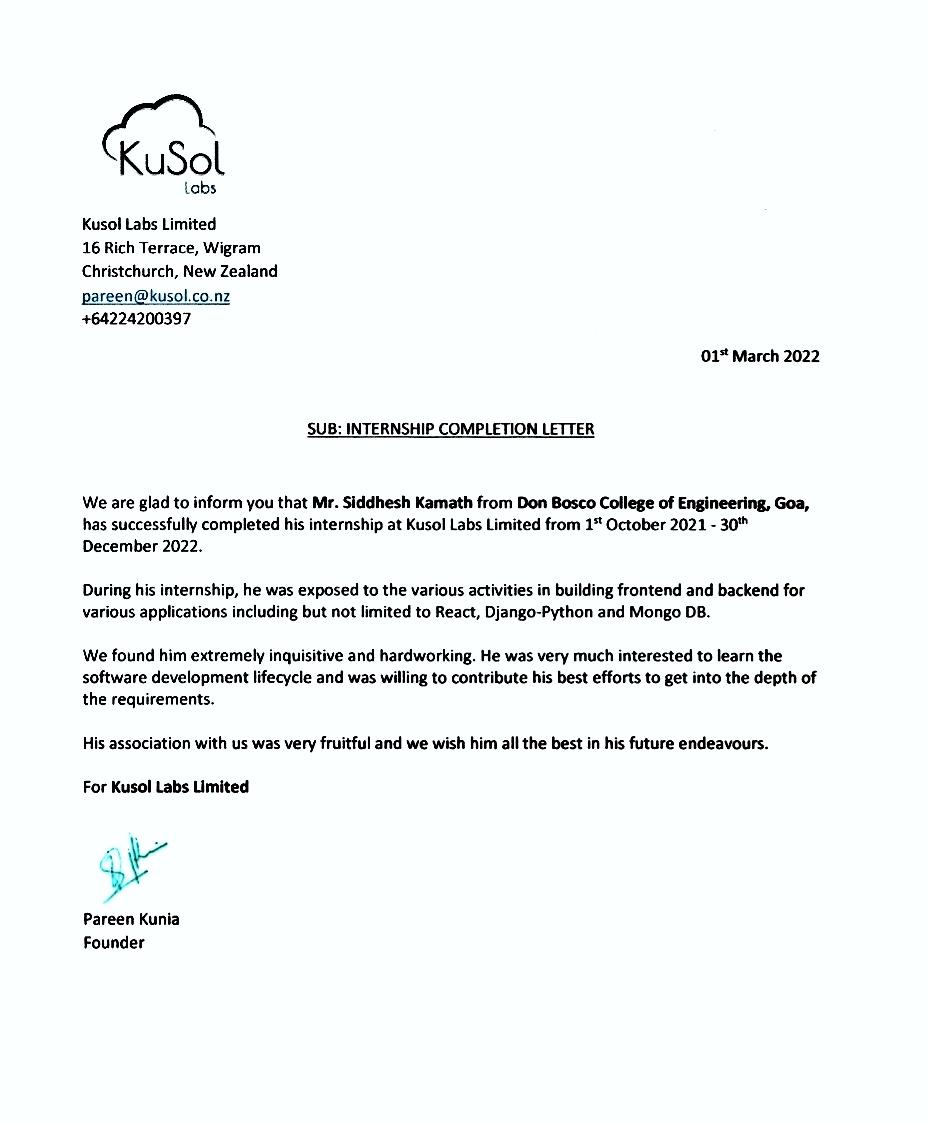 KuSol
Labs
Kusol Labs Limited
16 Rich Terrace, Wigram
Christchurch, New Zealand
pareen@kusol.co.nz
+64224200397
01st March 2022
SUB: INTERNSHIP COMPLETION LETTER
We are glad to inform you that Mr. Siddhesh Kamath from Don Bosco College of Engineering, Goa,
has successfully completed his internship at Kusol Labs Limited from 1st October 2021 - 30th
December 2022.
During his internship, he was exposed to the various activities in building frontend and backend for
various applications including but not limited to React, Django-Python and Mongo DB.
We found him extremely inquisitive and hardworking. He was very much interested to learn the
software development lifecycle and was willing to contribute his best efforts to get into the depth of
the requirements.
His association with us was very fruitful and we wish him all the best in his future endeavours.
For Kusol Labs Limited
Pareen Kunia
Founder